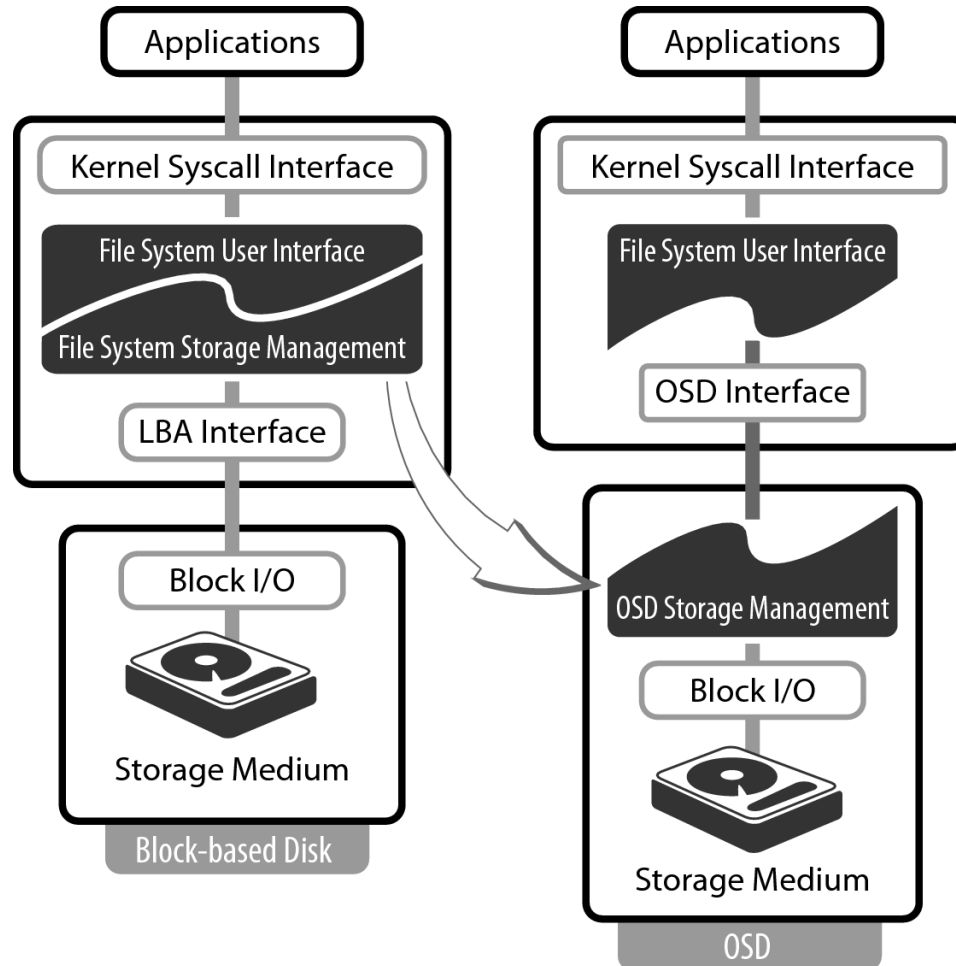 Applications
Kernel Syscall Interface
File System User Interface
File System Storage Management
LBA Interface
Block I/O
Storage Medium
Block-based Disk
Applications
Kernel Syscall Interface
File System User Interface
OSD Interface
OSD Storage Management
Block I/O
Storage Medium
OSD